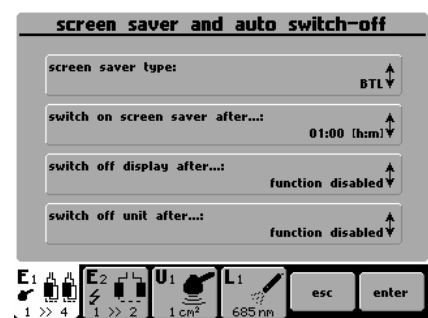 screen saver and auto switch-off
screen saver type:
BTL
switch on screen saver after...:
01:00 [h:m]
switch off display after...:
function disabled
switch off unit after...:
function disabled
E1
1 >> 4
E2
1 >> 2
U1
1 cm²
L1
685 nm
esc
enter